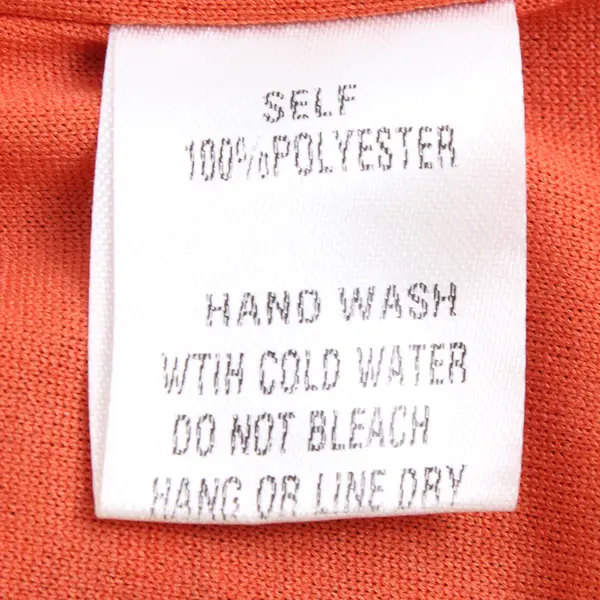 SELF
100%POLYESTER
HAND WASH
WTIH COLD WATER
DO NOT BLEACH
HANG OR LINE DRY